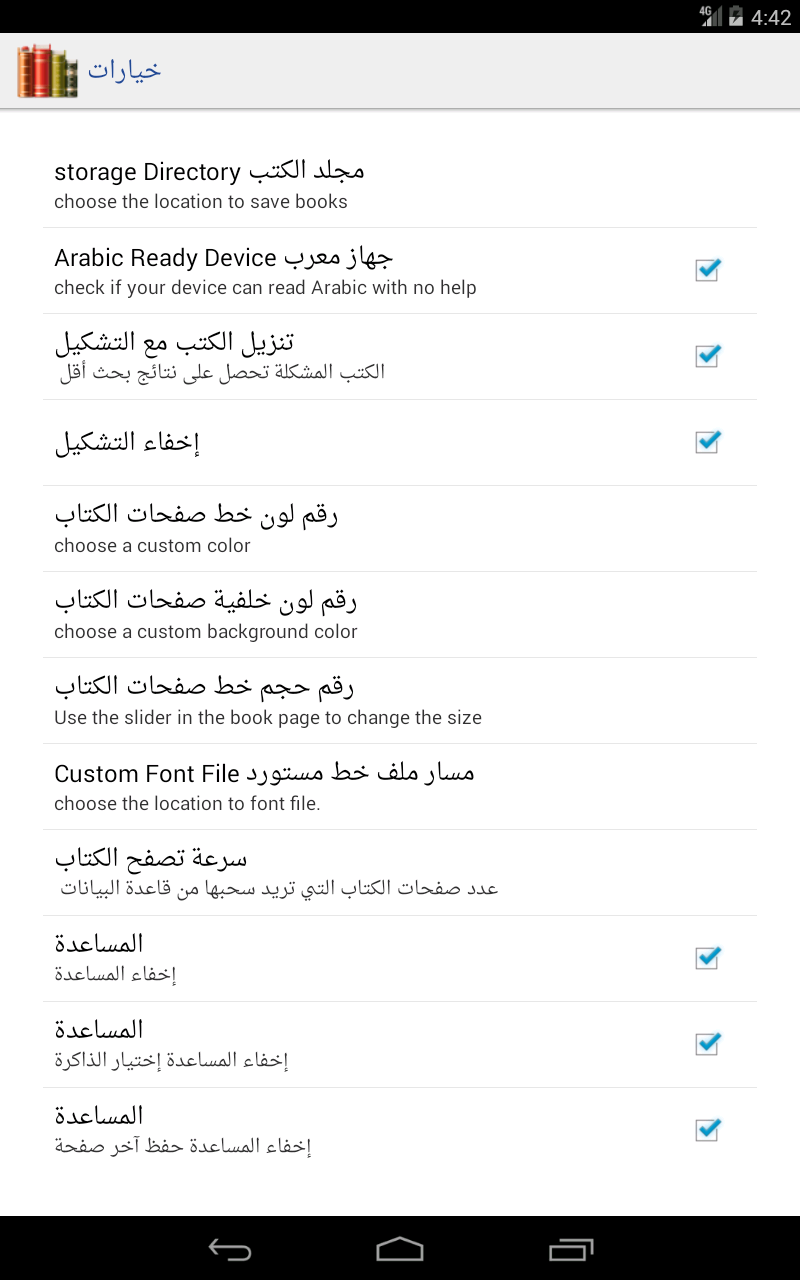 4G 4:42
خيارات
storage Directory مجلد الكتب
choose the location to save books
Arabic Ready Device جهاز معرب
check if your device can read Arabic with no help
تنزيل الكتب مع التشكيل
الكتب المشكلة تحصل على نتائج بحث أقل
إخفاء التشكيل
رقم لون خط صفحات الكتاب
choose a custom color
رقم لون خلفية صفحات الكتاب
choose a custom background color
رقم حجم خط صفحات الكتاب
Use the slider in the book page to change the size
Custom Font File مسار ملف خط مستورد
choose the location to font file.
سرعة تصفح الكتاب
عدد صفحات الكتاب التي تريد سحبها من قاعدة البيانات
المساعدة
إخفاء المساعدة
المساعدة
إخفاء المساعدة إختيار الذاكرة
المساعدة
إخفاء المساعدة حفظ آخر صفحة